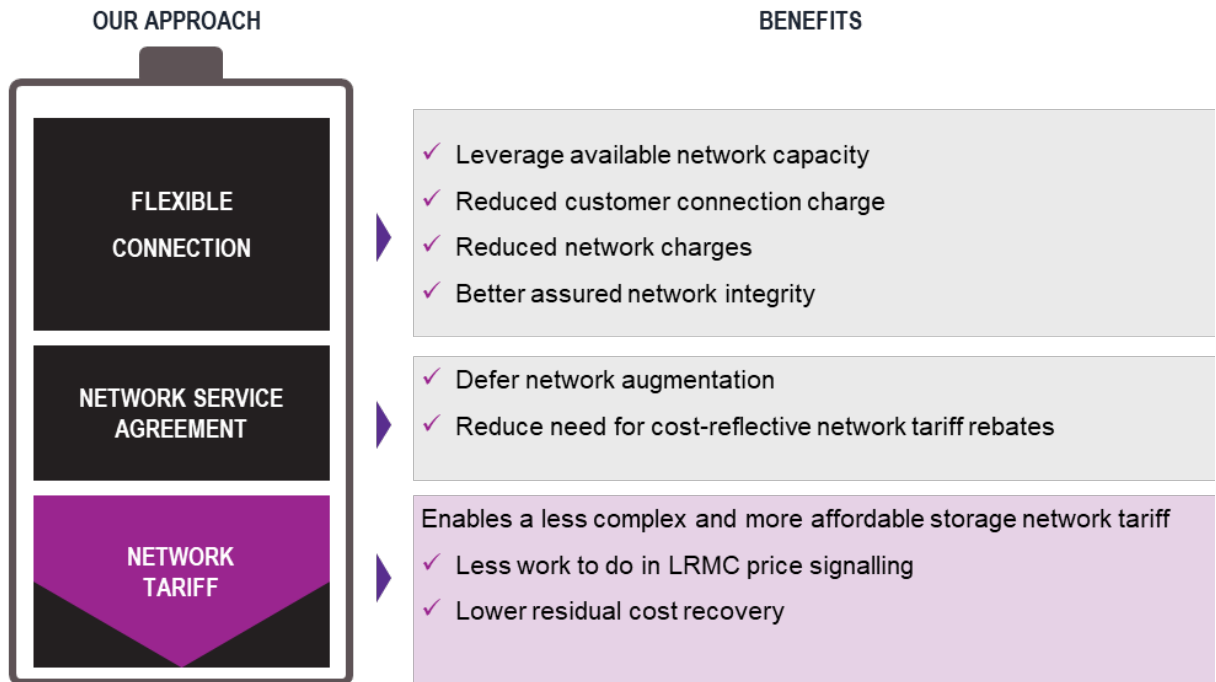 OUR APPROACH
BENEFITS
FLEXIBLE
CONNECTION
✓ Leverage available network capacity
✓ Reduced customer connection charge
✓ Reduced network charges
✓ Better assured network integrity
NETWORK SERVICE
AGREEMENT
✓ Defer network augmentation
✓ Reduce need for cost-reflective network tariff rebates
NETWORK
TARIFF
Enables a less complex and more affordable storage network tariff
✓ Less work to do in LRMC price signalling
✓ Lower residual cost recovery